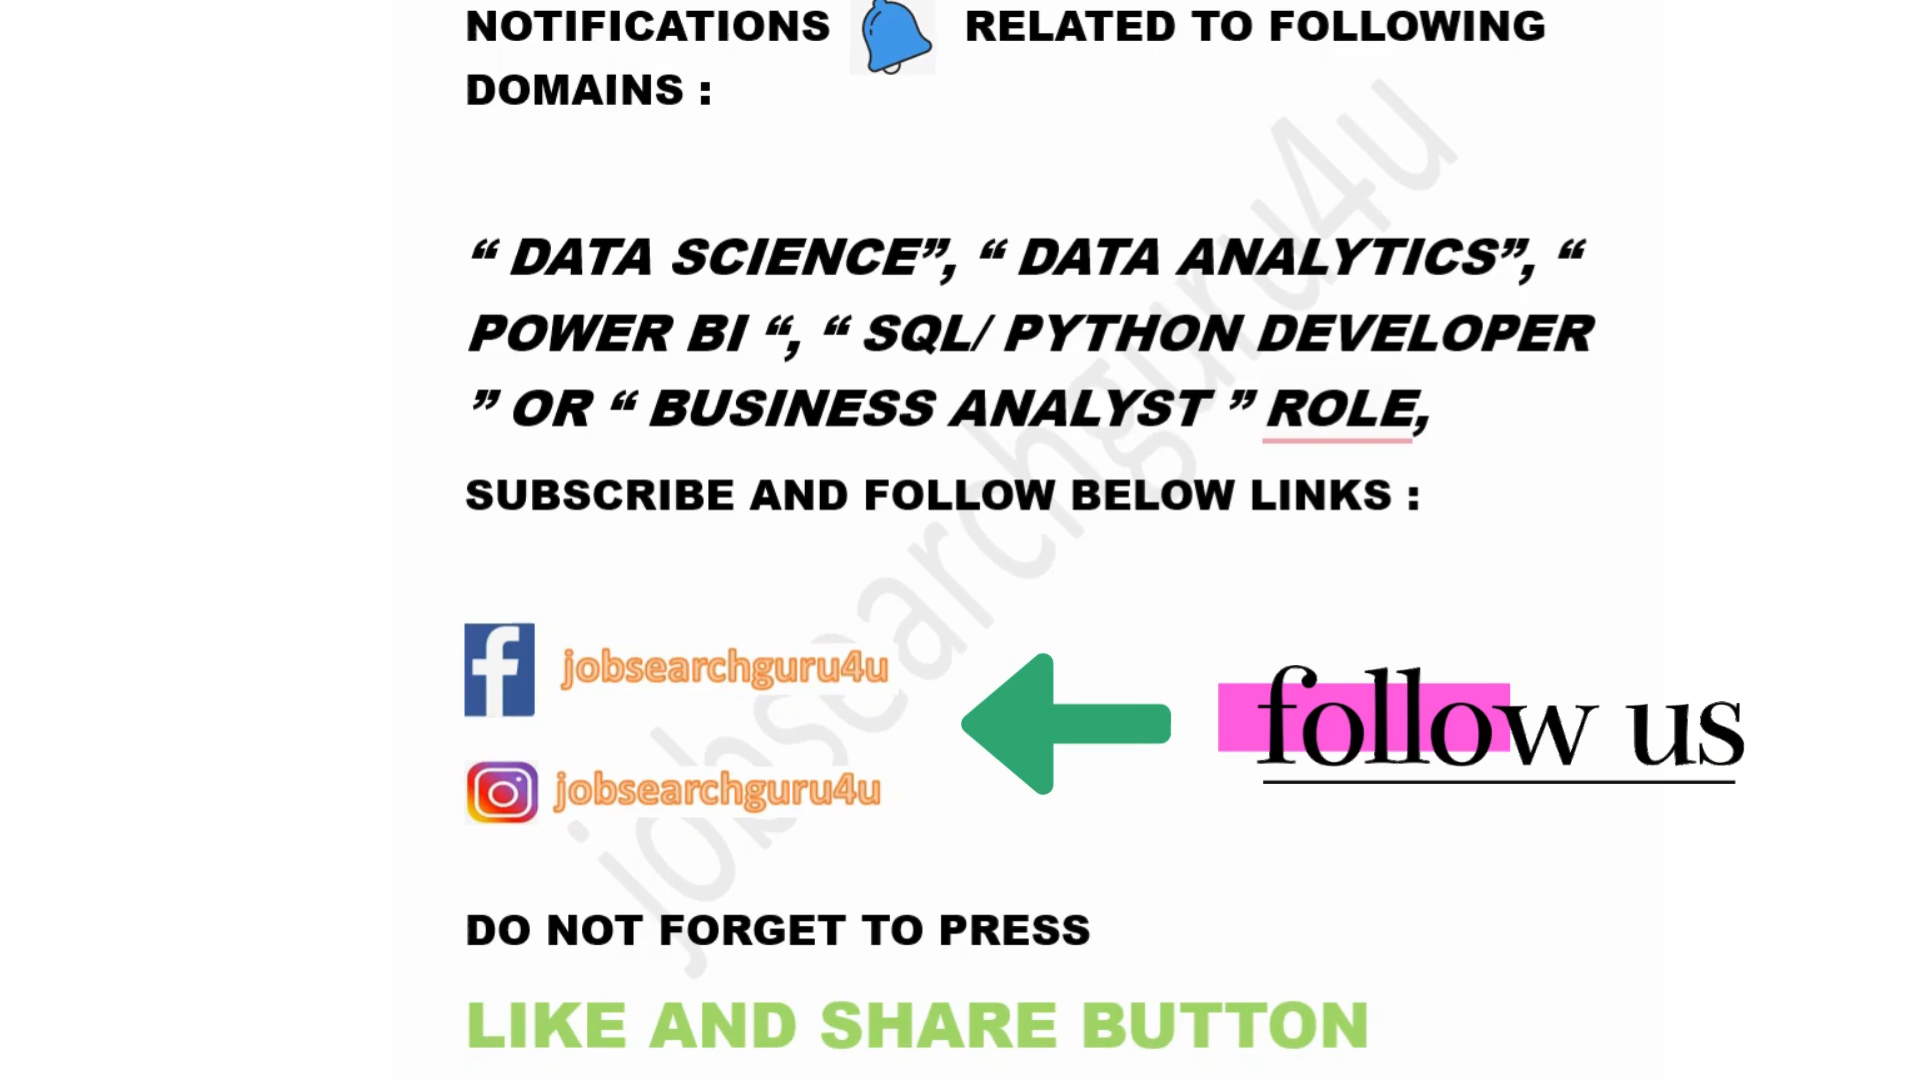 NOTIFICATIONS RELATED TO FOLLOWING
DOMAINS :
“ DATA SCIENCE”, “ DATA ANALYTICS”, “
POWER BI “, “ SQL/ PYTHON DEVELOPER
” OR “ BUSINESS ANALYST ” ROLE,
SUBSCRIBE AND FOLLOW BELOW LINKS :
jobsearchguru4u
follow us
jobsearchguru4u
DO NOT FORGET TO PRESS
LIKE AND SHARE BUTTON
jobsearchguru4u